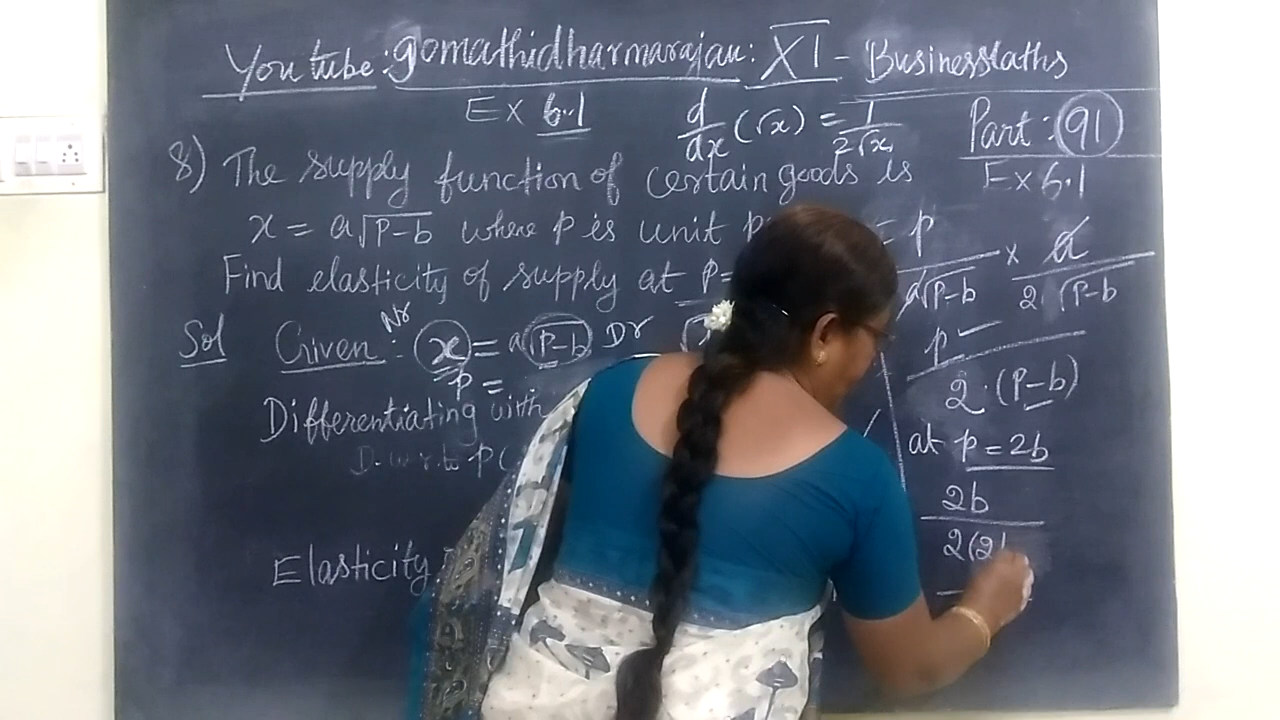 Youtube: gomathidharmarajan: XI - Business Maths
Ex 6.1
d/dx (√x) = 1/2√x
Part: 91
Ex 6.1
8) The supply function of certain goods is
x = a√P-b where p is unit
Find elasticity of supply at P=
Sol Given: Nr x = a√P-b Dr
p =
Differentiating with
D. w. r. to p
Elasticity
= p/a√P-b × a/2√P-b
p
2.(P-b)
at p = 2b
2b
2(2